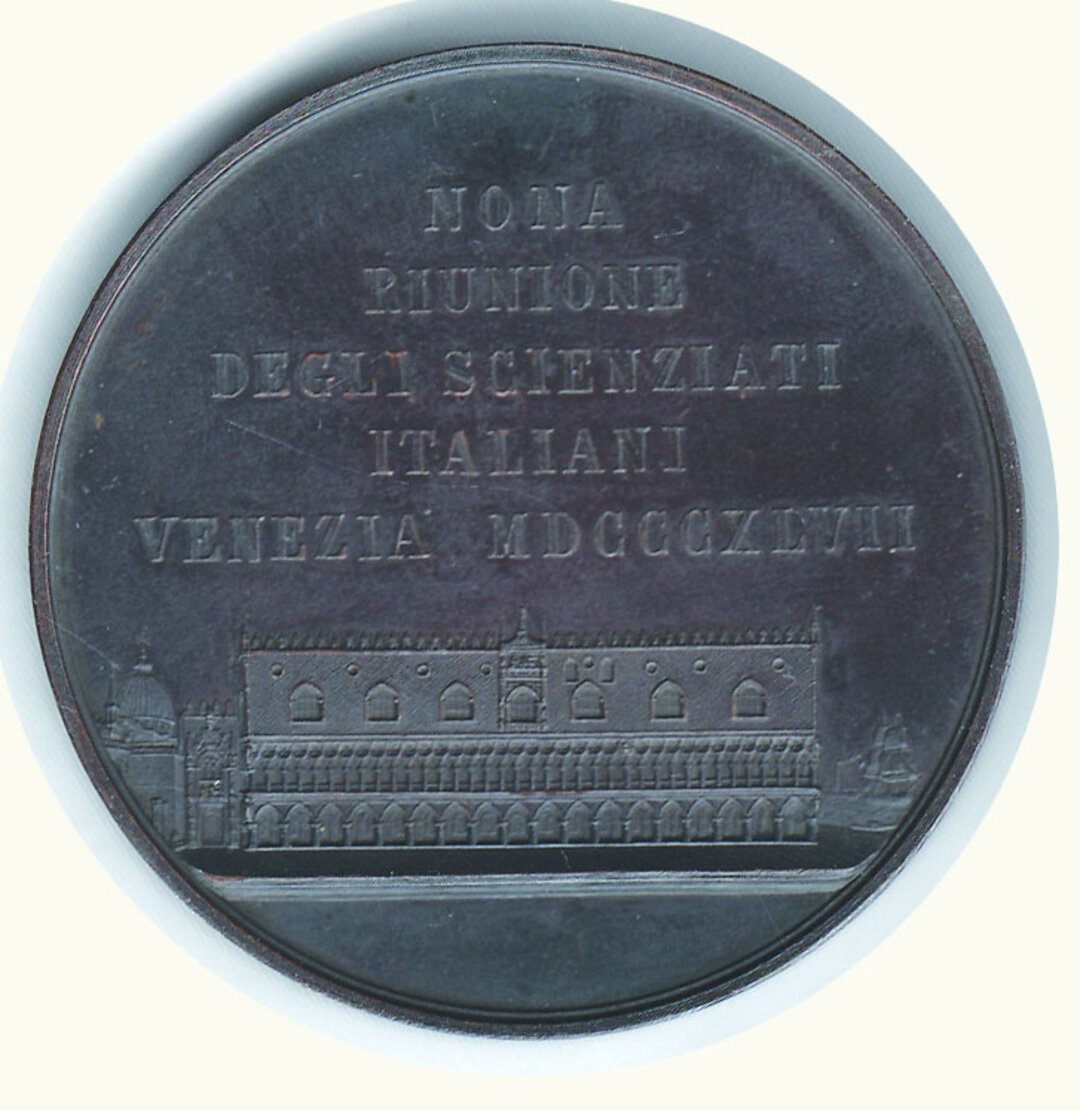 NONA
RIUNIONE
DEGLI SCIENZIATI
ITALIANI
VENEZIA MDCCCXLVII